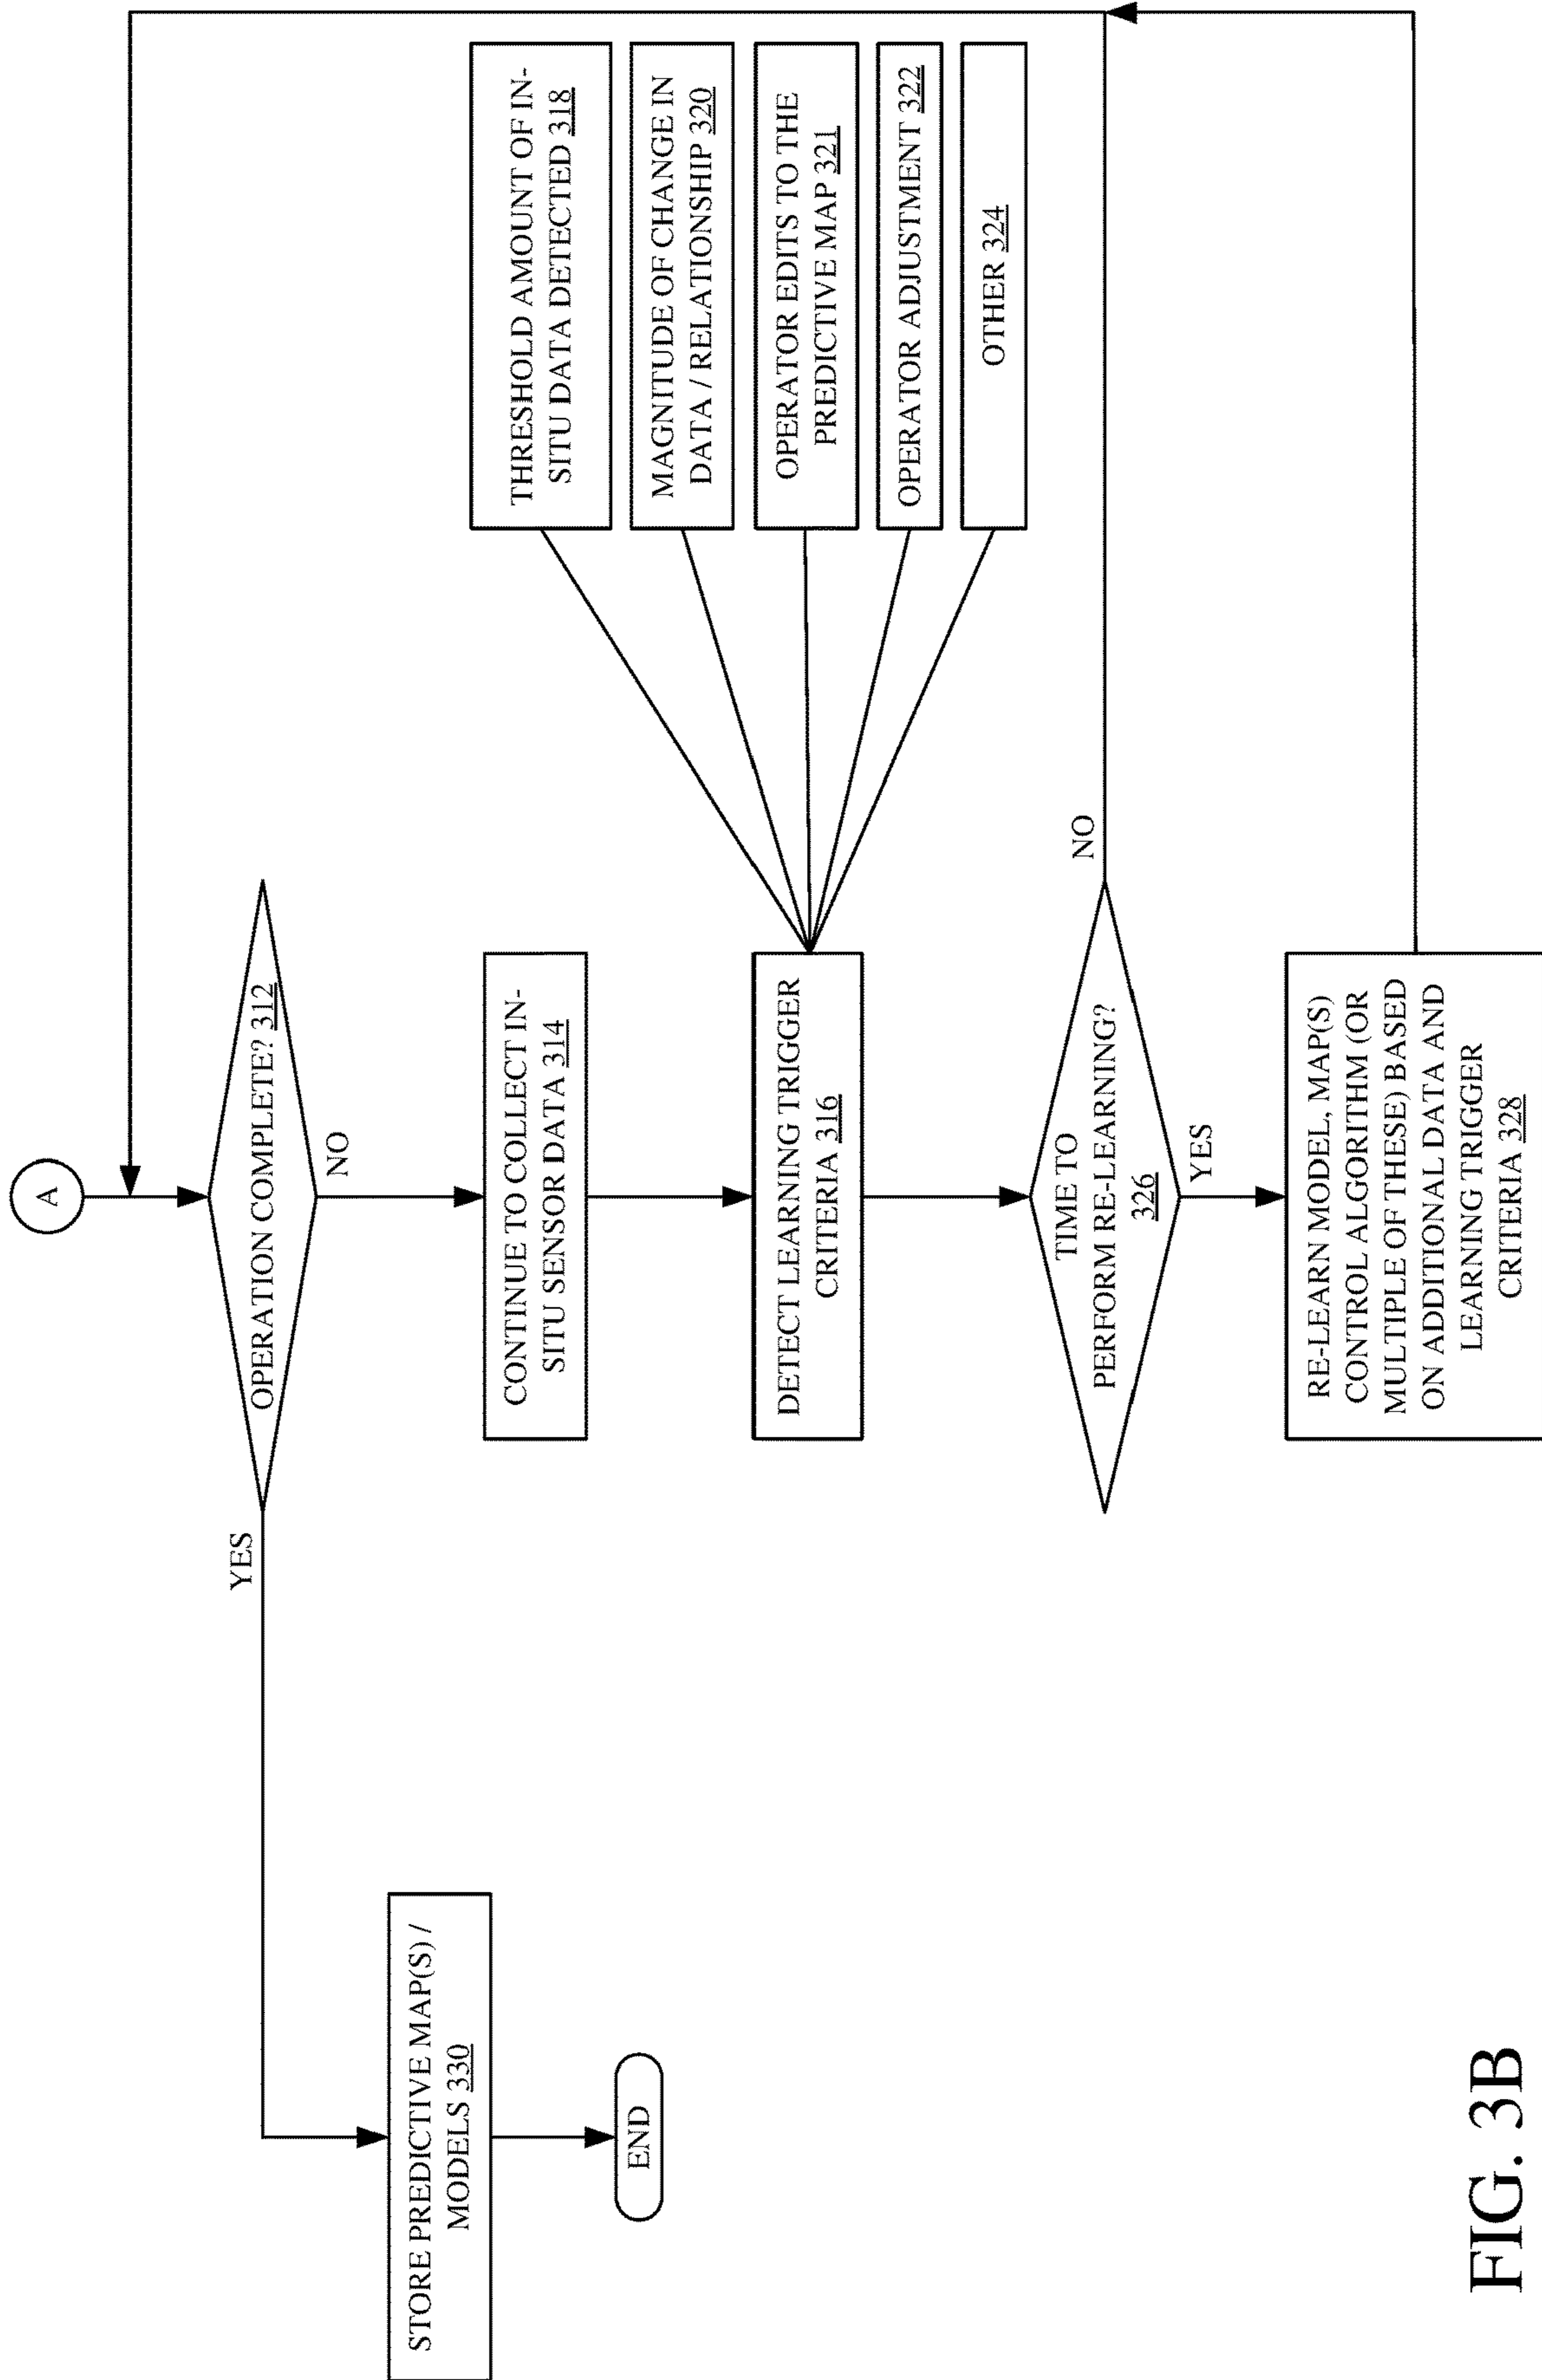 A
OPERATION COMPLETE? 312
YES
NO
STORE PREDICTIVE MAP(S) /
MODELS 330
END
CONTINUE TO COLLECT IN-
SITU SENSOR DATA 314
DETECT LEARNING TRIGGER
CRITERIA 316
THRESHOLD AMOUNT OF IN-
SITU DATA DETECTED 318
MAGNITUDE OF CHANGE IN
DATA / RELATIONSHIP 320
OPERATOR EDITS TO THE
PREDICTIVE MAP 321
OPERATOR ADJUSTMENT 322
OTHER 324
TIME TO
PERFORM RE-LEARNING?
326
NO
YES
RE-LEARN MODEL, MAP(S)
CONTROL ALGORITHM (OR
MULTIPLE OF THESE) BASED
ON ADDITIONAL DATA AND
LEARNING TRIGGER
CRITERIA 328
FIG. 3B